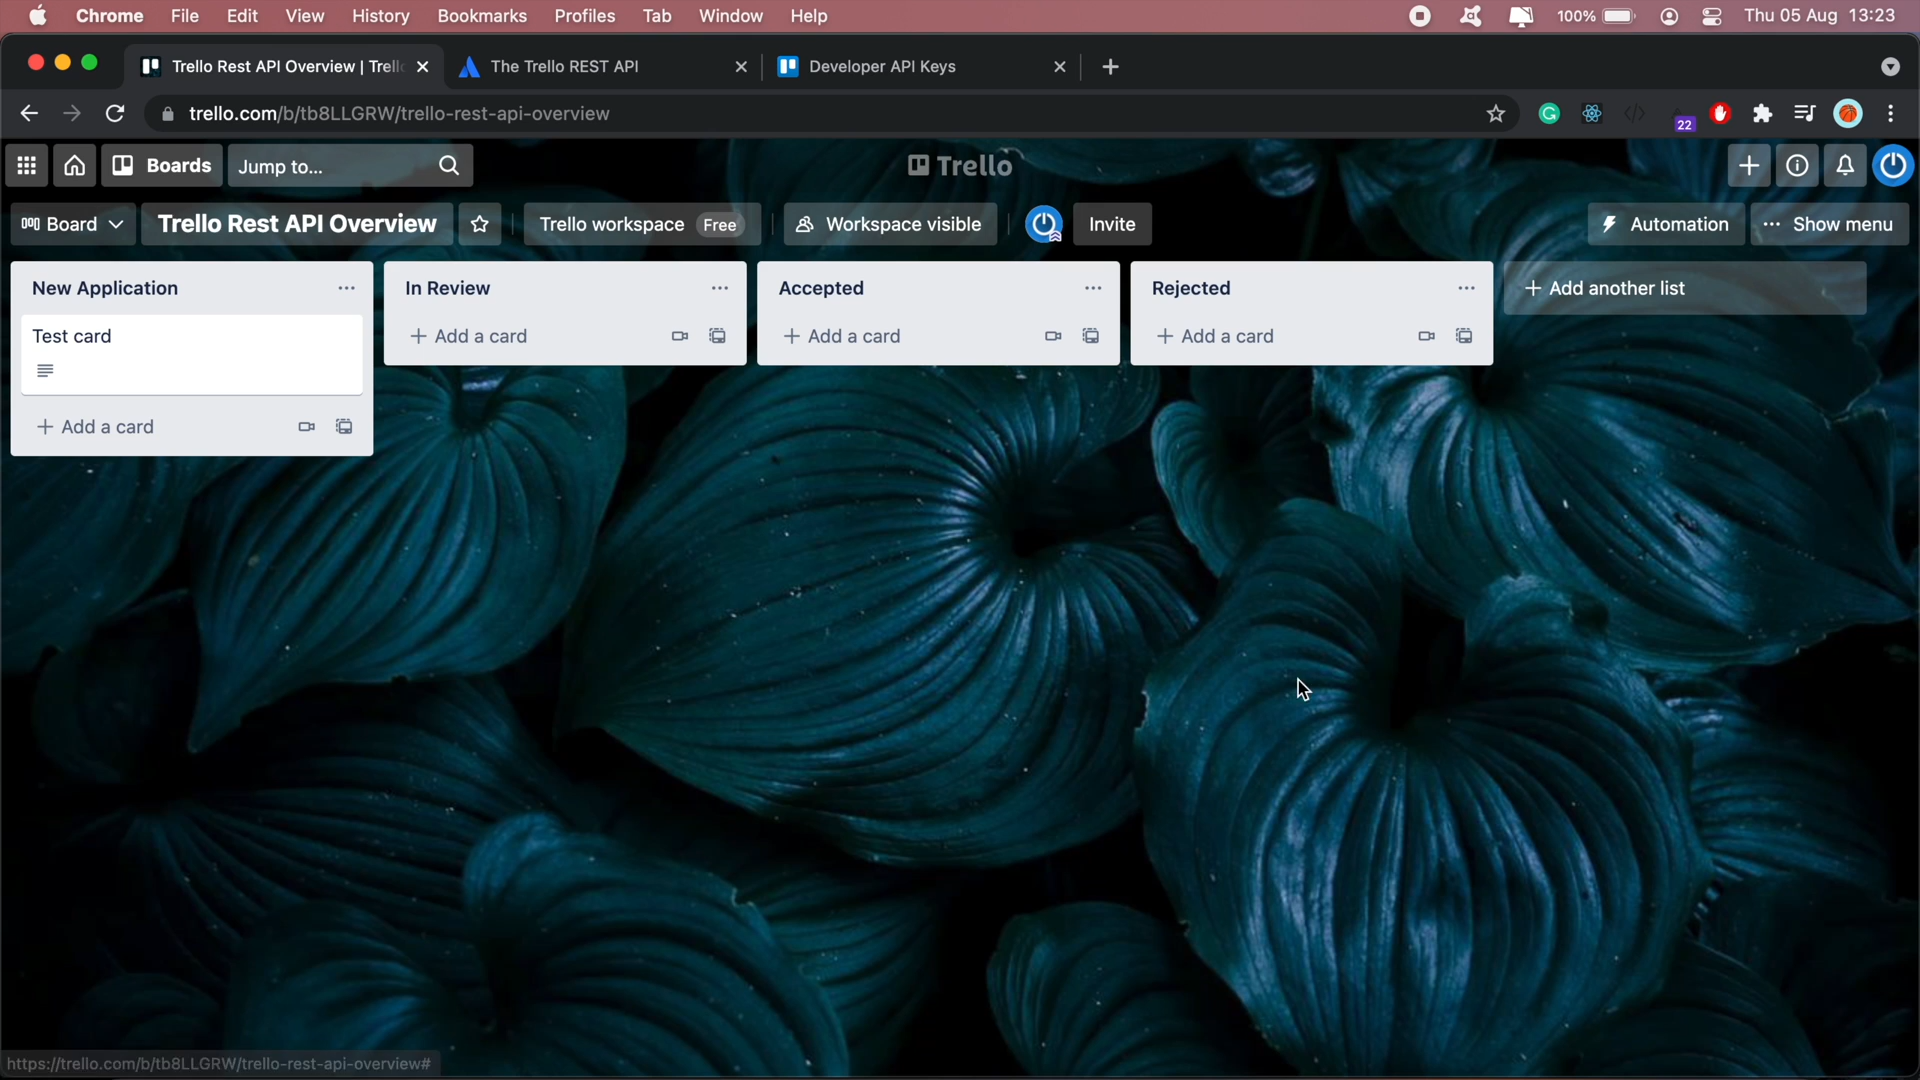 Chrome File Edit View History Bookmarks Profiles Tab Window Help 100% Thu 05 Aug 13:23
Trello Rest API Overview | Trell The Trello REST API Developer API Keys
trello.com/b/tb8LLGRW/trello-rest-api-overview 22
Boards Jump to... Trello
Board Trello Rest API Overview Trello workspace Free Workspace visible Invite Automation Show menu
New Application In Review Accepted Rejected + Add another list
Test card + Add a card + Add a card + Add a card
+ Add a card
https://trello.com/b/tb8LLGRW/trello-rest-api-overview#